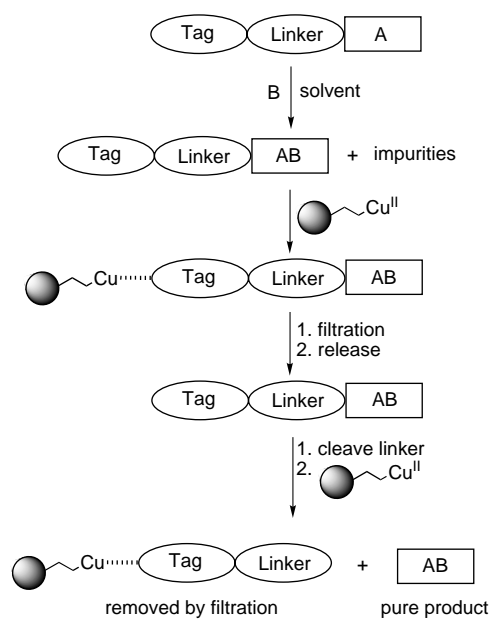 Tag Linker A
B solvent
Tag Linker AB + impurities
Cu^II
Cu Tag Linker AB
1. filtration
2. release
Tag Linker AB
1. cleave linker
2. Cu^II
Cu Tag Linker + AB
removed by filtration pure product